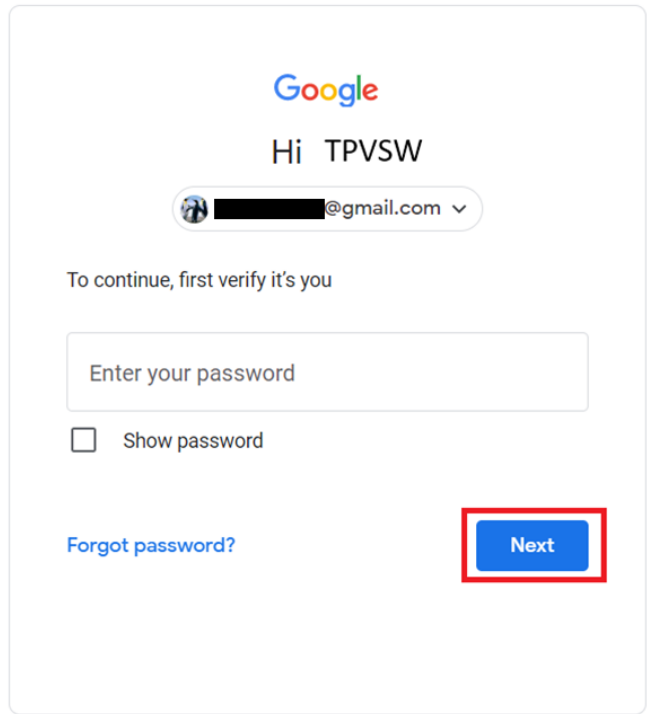 Google
Hi TPVSW
@gmail.com
To continue, first verify it's you
Enter your password
Show password
Forgot password?
Next